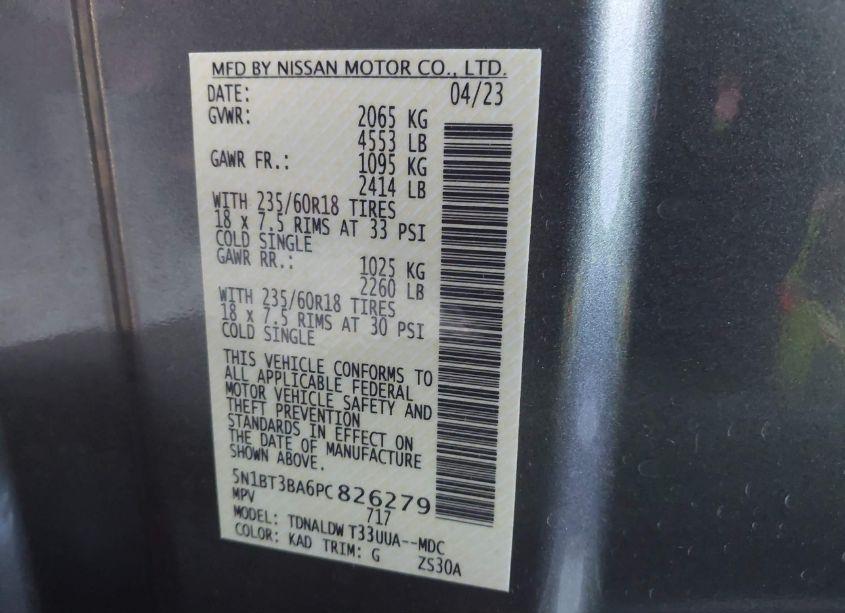 MFD BY NISSAN MOTOR CO., LTD.
DATE: 04/23
GVWR: 2065 KG
4553 LB
GAWR FR.: 1095 KG
2414 LB
WITH 235/60R18 TIRES
18 x 7.5 RIMS AT 33 PSI
COLD SINGLE
GAWR RR.: 1025 KG
2260 LB
WITH 235/60R18 TIRES
18 x 7.5 RIMS AT 30 PSI
COLD SINGLE
THIS VEHICLE CONFORMS TO
ALL APPLICABLE FEDERAL
MOTOR VEHICLE SAFETY AND
THEFT PREVENTION
STANDARDS IN EFFECT ON
THE DATE OF MANUFACTURE
SHOWN ABOVE.
5N1BT3BA6PC826279
MPV 717
MODEL: TDNALDW T33UUA--MDC
COLOR: KAD TRIM: G ZS30A